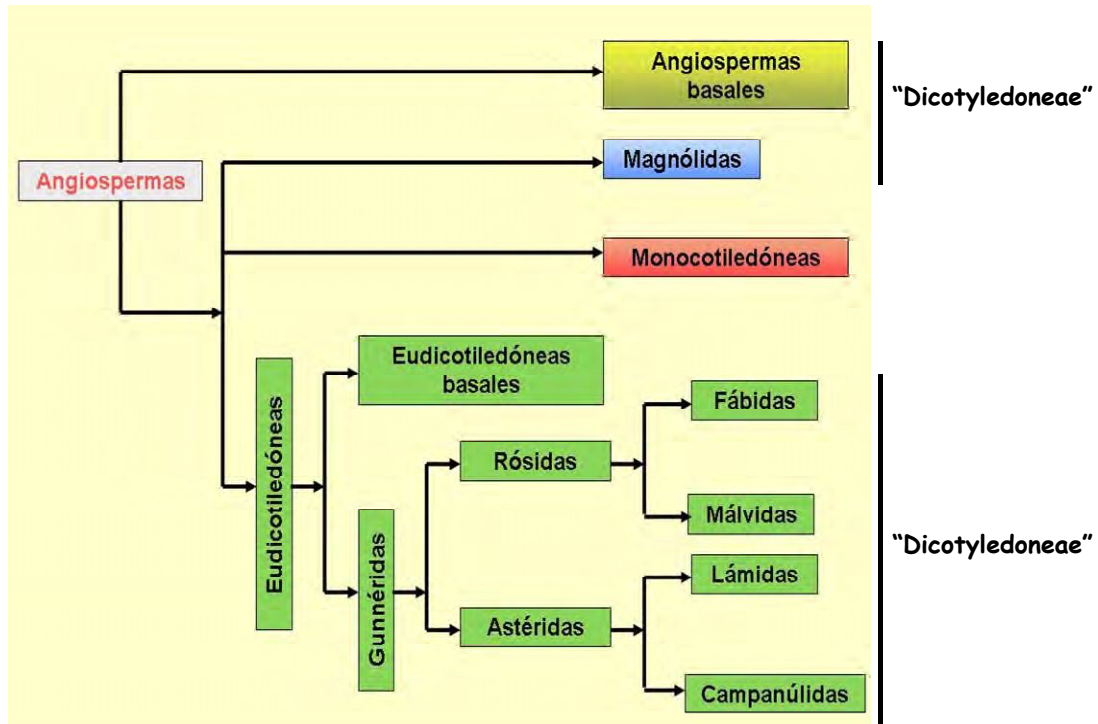 Angiospermas
basales
“Dicotyledoneae”
Magnólidas
Angiospermas
Monocotiledóneas
Eudicotiledóneas
basales
Fábidas
Eudicotiledóneas
Rósidas
Málvidas
“Dicotyledoneae”
Gunnéridas
Lámidas
Astéridas
Campanúlidas